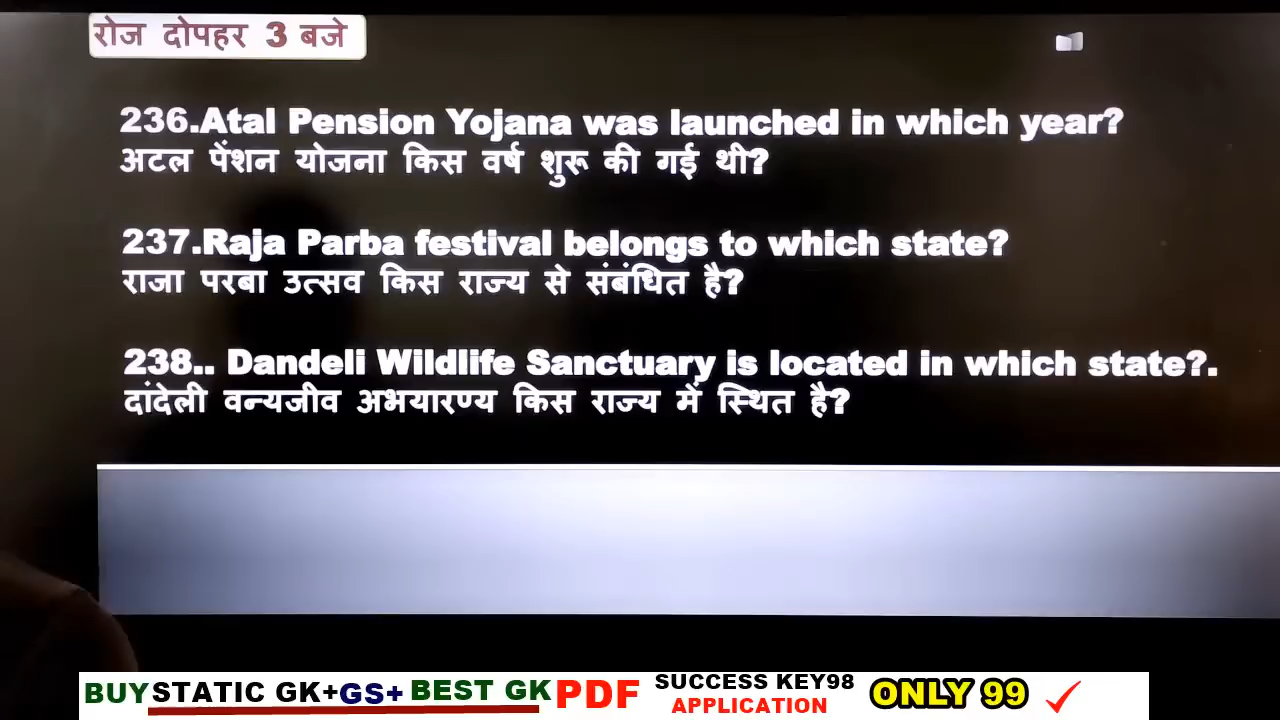 रोज दोपहर 3 बजे
236.Atal Pension Yojana was launched in which year?
अटल पेंशन योजना किस वर्ष शुरू की गई थी?
237.Raja Parba festival belongs to which state?
राजा परबा उत्सव किस राज्य से संबंधित है?
238.. Dandeli Wildlife Sanctuary is located in which state?.
दांदेली वन्यजीव अभयारण्य किस राज्य में स्थित है?
BUY STATIC GK+GS+ BEST GK PDF SUCCESS KEY98 APPLICATION ONLY 99